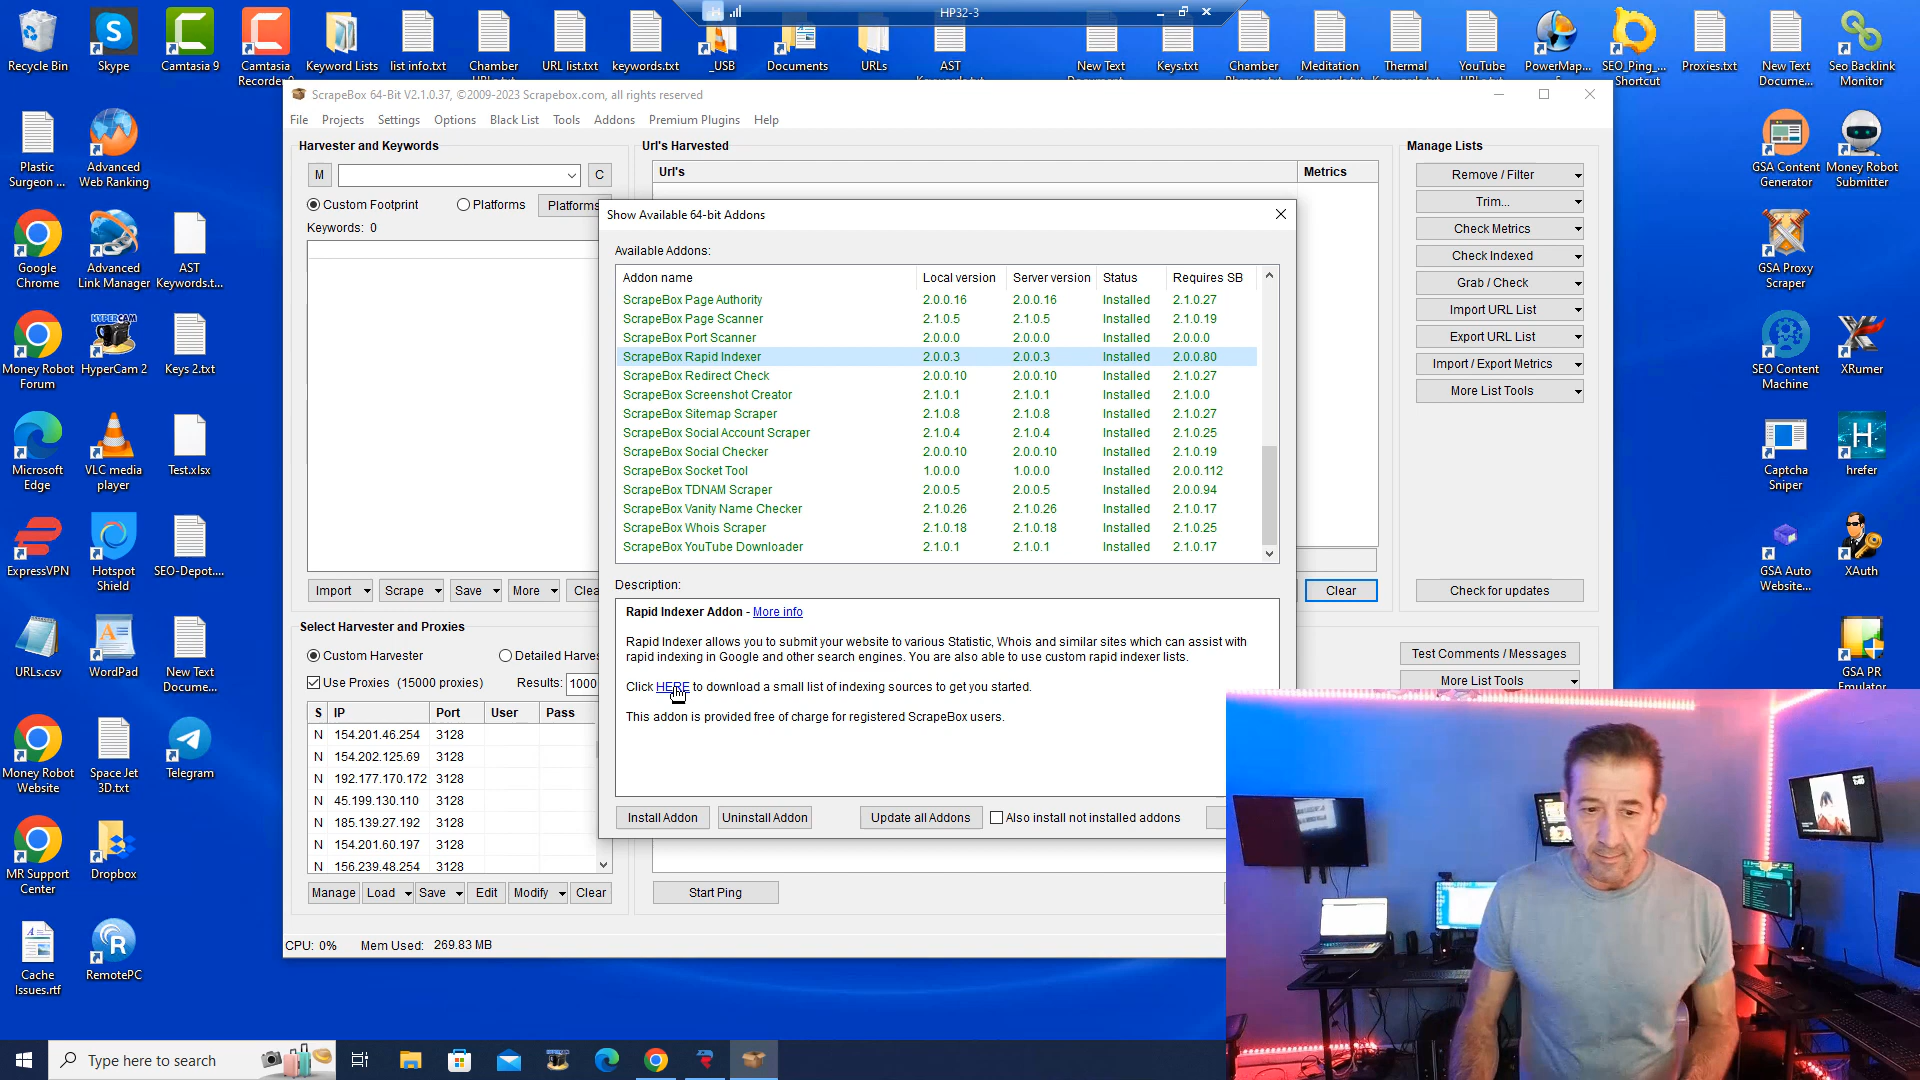 HP32-3
Recycle Bin
Skype
Camtasia 9
Camtasia
Recorder 9
Keyword Lists
list info.txt
Chamber
URL list.txt
keywords.txt
_USB
Documents
URLs
AST
New Text
Keys.txt
Chamber
Meditation
Thermal
YouTube
PowerMap...
SEO_Ping_...
Shortcut
Proxies.txt
New Text
Docume...
Seo Backlink
Monitor
Plastic
Surgeon ...
Advanced
Web Ranking
Google
Chrome
Advanced
Link Manager
AST
Keywords.t...
Money Robot
Forum
HyperCam 2
Keys 2.txt
Microsoft
Edge
VLC media
player
Test.xlsx
ExpressVPN
Hotspot
Shield
SEO-Depot....
URLs.csv
WordPad
New Text
Docume...
Money Robot
Website
Space Jet
3D.txt
Telegram
MR Support
Center
Dropbox
Cache
Issues.rtf
RemotePC
ScrapeBox 64-Bit V2.1.0.37, ©2009-2023 Scrapebox.com, all rights reserved
File Projects Settings Options Black List Tools Addons Premium Plugins Help
Harvester and Keywords
M
C
Custom Footprint Platforms Platforms
Keywords: 0
Import Scrape Save More Clea
Select Harvester and Proxies
Custom Harvester Detailed Harves
Use Proxies (15000 proxies) Results: 1000
S IP Port User Pass
N 154.201.46.254 3128
N 154.202.125.69 3128
N 192.177.170.172 3128
N 45.199.130.110 3128
N 185.139.27.192 3128
N 154.201.60.197 3128
N 156.239.48.254 3128
Manage Load Save Edit Modify Clear
CPU: 0% Mem Used: 269.83 MB
Url's Harvested
Url's Metrics
Show Available 64-bit Addons
Available Addons:
Addon name Local version Server version Status Requires SB
ScrapeBox Page Authority 2.0.0.16 2.0.0.16 Installed 2.1.0.27
ScrapeBox Page Scanner 2.1.0.5 2.1.0.5 Installed 2.1.0.19
ScrapeBox Port Scanner 2.0.0.0 2.0.0.0 Installed 2.0.0.0
ScrapeBox Rapid Indexer 2.0.0.3 2.0.0.3 Installed 2.0.0.80
ScrapeBox Redirect Check 2.0.0.10 2.0.0.10 Installed 2.1.0.27
ScrapeBox Screenshot Creator 2.1.0.1 2.1.0.1 Installed 2.1.0.0
ScrapeBox Sitemap Scraper 2.1.0.8 2.1.0.8 Installed 2.1.0.27
ScrapeBox Social Account Scraper 2.1.0.4 2.1.0.4 Installed 2.1.0.25
ScrapeBox Social Checker 2.0.0.10 2.0.0.10 Installed 2.1.0.19
ScrapeBox Socket Tool 1.0.0.0 1.0.0.0 Installed 2.0.0.112
ScrapeBox TDNAM Scraper 2.0.0.5 2.0.0.5 Installed 2.0.0.94
ScrapeBox Vanity Name Checker 2.1.0.26 2.1.0.26 Installed 2.1.0.17
ScrapeBox Whois Scraper 2.1.0.18 2.1.0.18 Installed 2.1.0.25
ScrapeBox YouTube Downloader 2.1.0.1 2.1.0.1 Installed 2.1.0.17
Description:
Rapid Indexer Addon - More info
Rapid Indexer allows you to submit your website to various Statistic, Whois and similar sites which can assist with
rapid indexing in Google and other search engines. You are also able to use custom rapid indexer lists.
Click HERE to download a small list of indexing sources to get you started.
This addon is provided free of charge for registered ScrapeBox users.
Install Addon Uninstall Addon Update all Addons Also install not installed addons
Start Ping
Clear
Manage Lists
Remove / Filter
Trim...
Check Metrics
Check Indexed
Grab / Check
Import URL List
Export URL List
Import / Export Metrics
More List Tools
Check for updates
Test Comments / Messages
More List Tools
GSA Content
Generator
Money Robot
Submitter
GSA Proxy
Scraper
SEO Content
Machine
XRumer
Captcha
Sniper
hrefer
GSA Auto
Website...
XAuth
GSA PR
Emulator
Type here to search